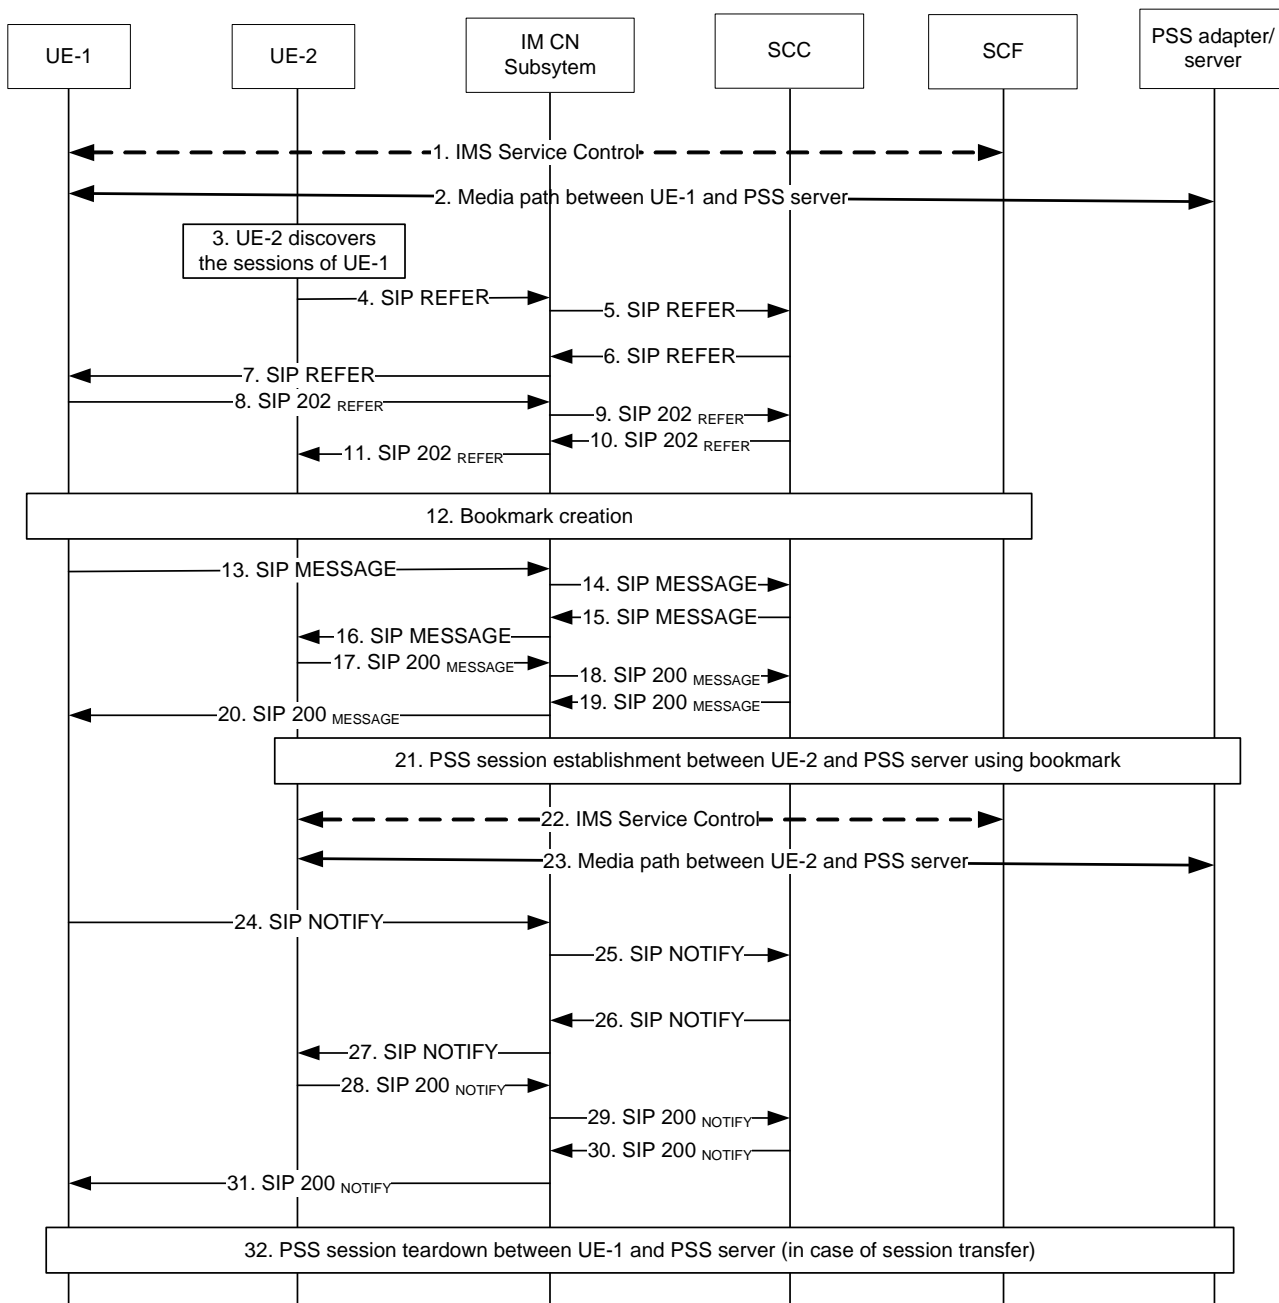 UE-1
UE-2
IM CN
Subsytem
SCC
SCF
PSS adapter/
server
1. IMS Service Control
2. Media path between UE-1 and PSS server
3. UE-2 discovers
the sessions of UE-1
4. SIP REFER
5. SIP REFER
6. SIP REFER
7. SIP REFER
8. SIP 202 REFER
9. SIP 202 REFER
10. SIP 202 REFER
11. SIP 202 REFER
12. Bookmark creation
13. SIP MESSAGE
14. SIP MESSAGE
15. SIP MESSAGE
16. SIP MESSAGE
17. SIP 200 MESSAGE
18. SIP 200 MESSAGE
19. SIP 200 MESSAGE
20. SIP 200 MESSAGE
21. PSS session establishment between UE-2 and PSS server using bookmark
22. IMS Service Control
23. Media path between UE-2 and PSS server
24. SIP NOTIFY
25. SIP NOTIFY
26. SIP NOTIFY
27. SIP NOTIFY
28. SIP 200 NOTIFY
29. SIP 200 NOTIFY
30. SIP 200 NOTIFY
31. SIP 200 NOTIFY
32. PSS session teardown between UE-1 and PSS server (in case of session transfer)